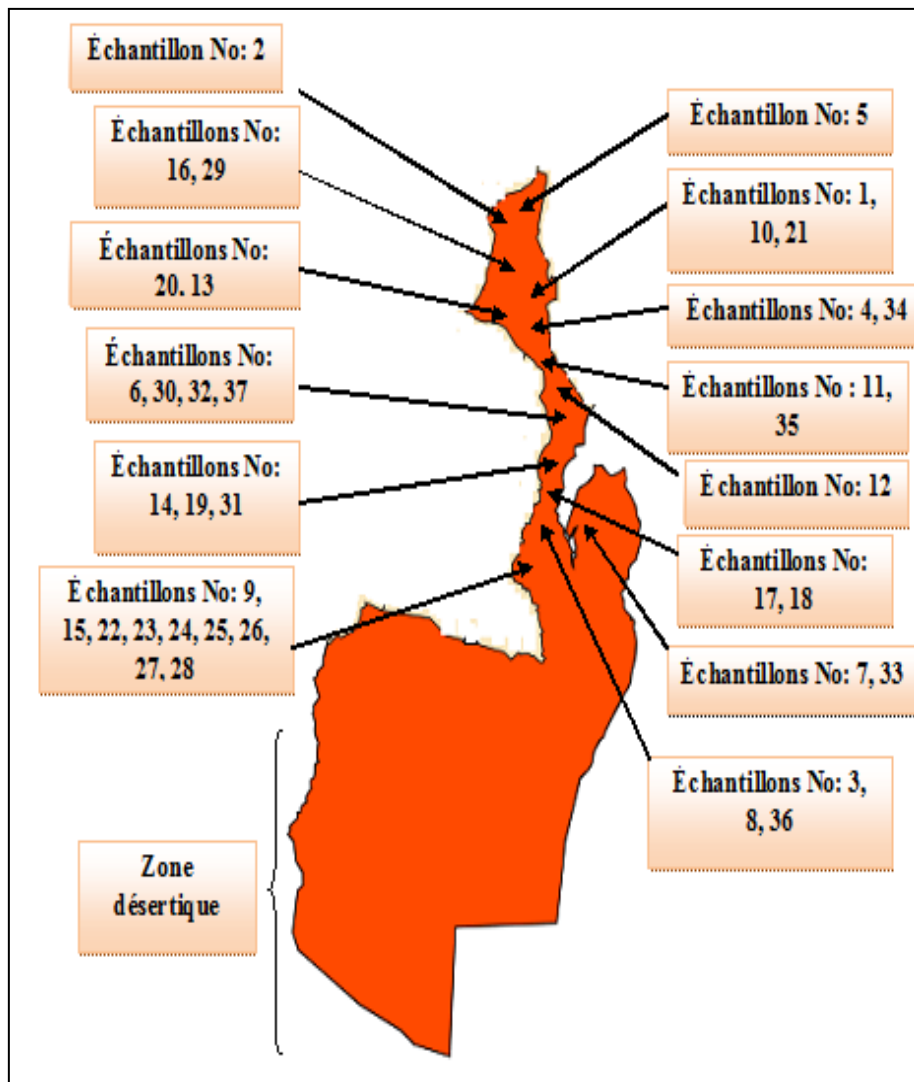 Échantillon No: 2
Échantillons No:
16, 29
Échantillons No:
20. 13
Échantillons No:
6, 30, 32, 37
Échantillons No:
14, 19, 31
Échantillons No: 9,
15, 22, 23, 24, 25, 26,
27, 28
Zone
désertique
Échantillon No: 5
Échantillons No: 1,
10, 21
Échantillons No: 4, 34
Échantillons No : 11,
35
Échantillon No: 12
Échantillons No:
17, 18
Échantillons No: 7, 33
Échantillons No: 3,
8, 36